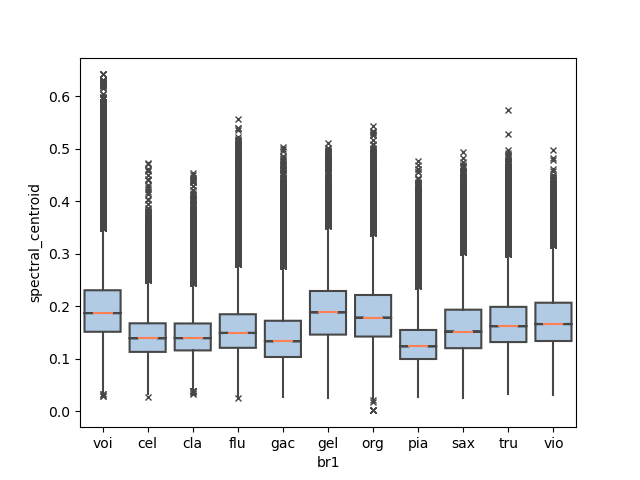 spectral_centroid
0.6
0.5
0.4
0.3
0.2
0.1
0.0
voi cel cla flu gac gel org pia sax tru vio
br1